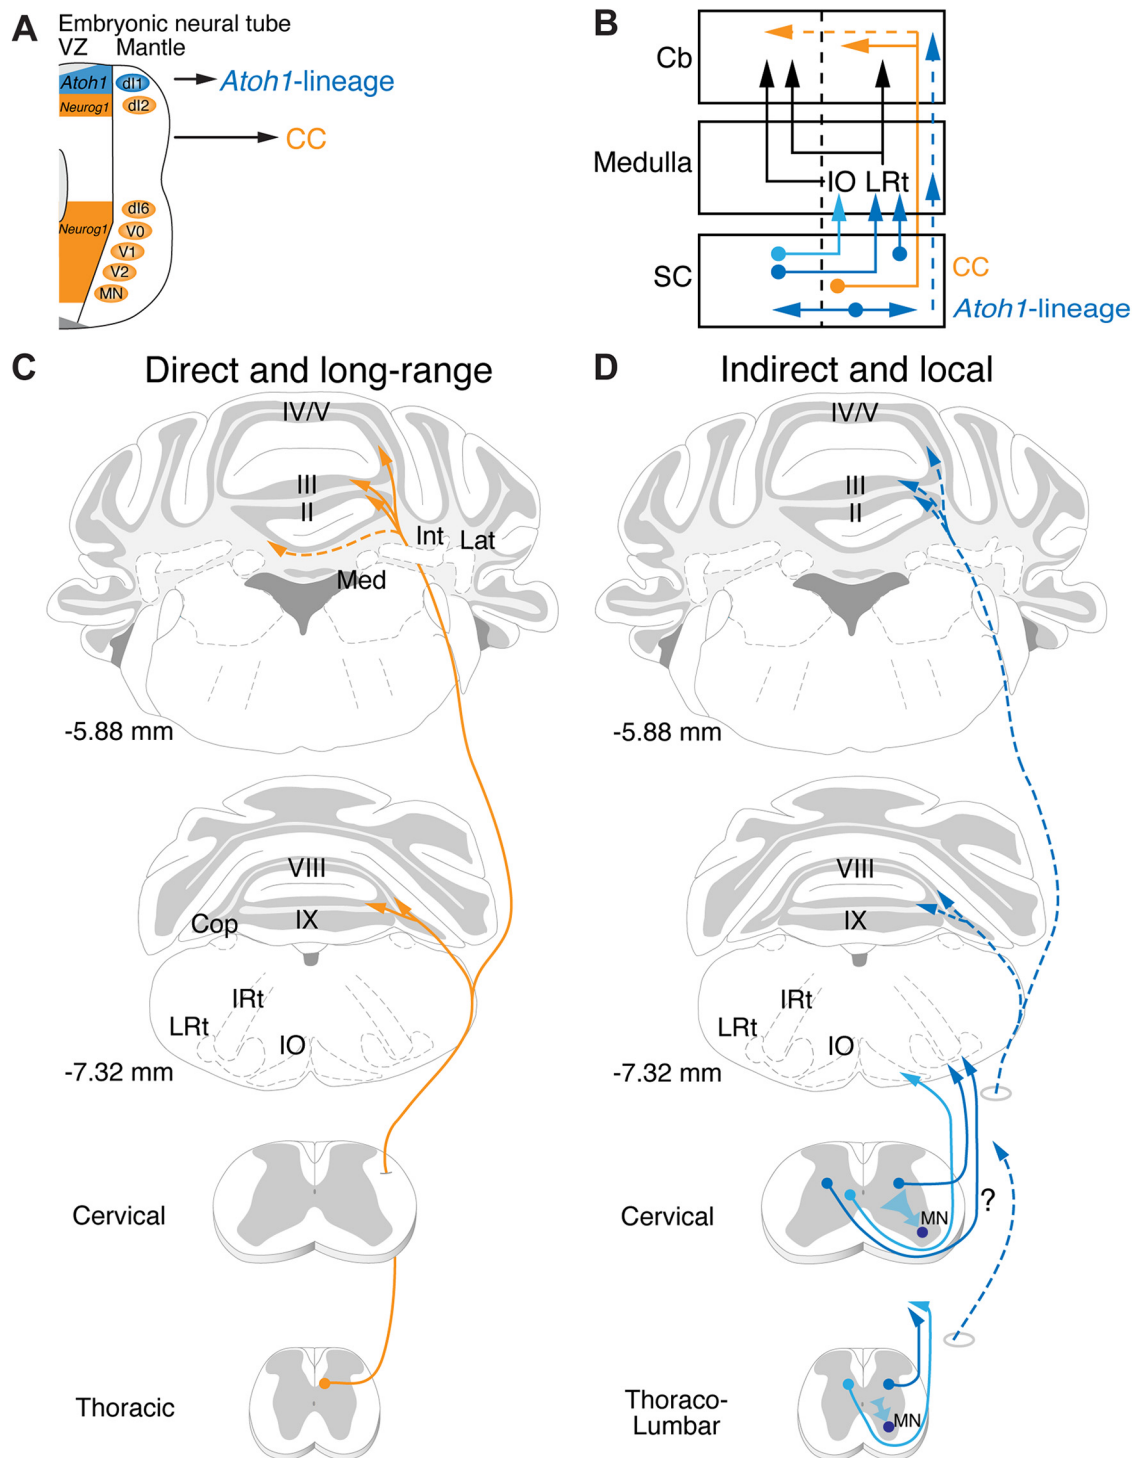 A
Embryonic neural tube
VZ Mantle
Atoh1 dI1
Atoh1-lineage
Neurog1 dI2
CC
dI6
Neurog1 V0
V1
V2
MN
B
Cb
Medulla
IO LRt
SC
CC
Atoh1-lineage
C Direct and long-range
IV/V
III
II
Int Lat
Med
-5.88 mm
VIII
Cop IX
IRt
LRt
IO
-7.32 mm
Cervical
Thoracic
D Indirect and local
IV/V
III
II
-5.88 mm
VIII
IX
IRt
LRt
IO
-7.32 mm
Cervical
MN
?
Thoraco-
Lumbar
MN